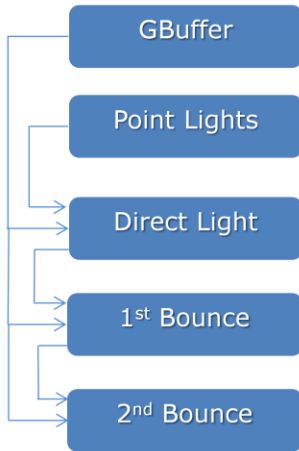 GBuffer
Point Lights
Direct Light
1st Bounce
2nd Bounce